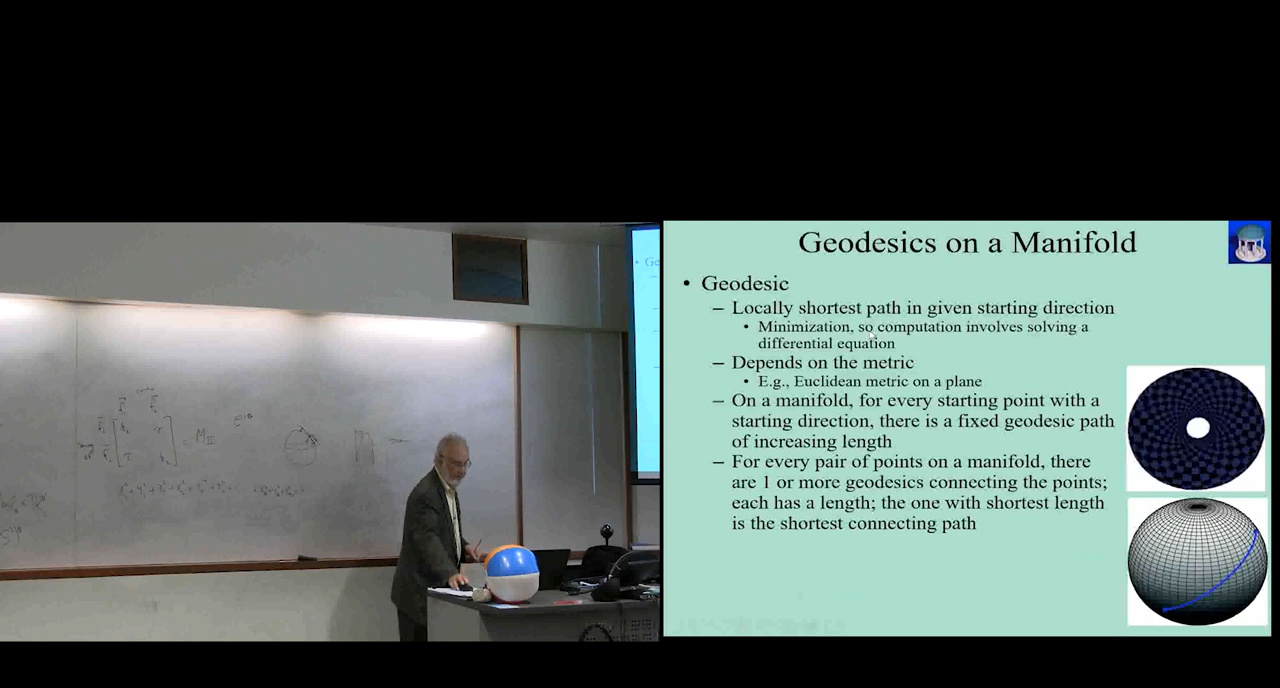 Geodesics on a Manifold
• Geodesic
– Locally shortest path in given starting direction
• Minimization, so computation involves solving a
differential equation
– Depends on the metric
• E.g., Euclidean metric on a plane
– On a manifold, for every starting point with a
starting direction, there is a fixed geodesic path
of increasing length
– For every pair of points on a manifold, there
are 1 or more geodesics connecting the points;
each has a length; the one with shortest length
is the shortest connecting path